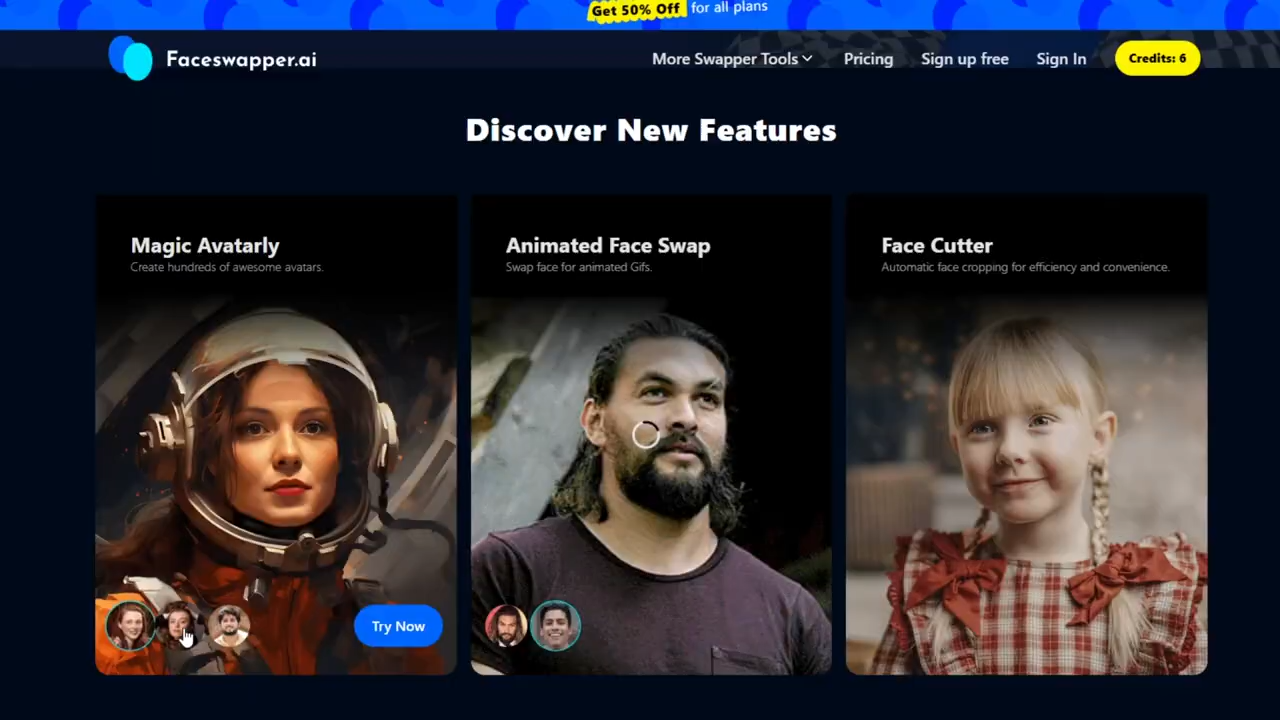 Get 50% Off for all plans
Faceswapper.ai
More Swapper Tools
Pricing
Sign up free
Sign In
Credits: 6
Discover New Features
Magic Avatarly
Create hundreds of awesome avatars.
Try Now
Animated Face Swap
Swap face for animated Gifs.
Face Cutter
Automatic face cropping for efficiency and convenience.